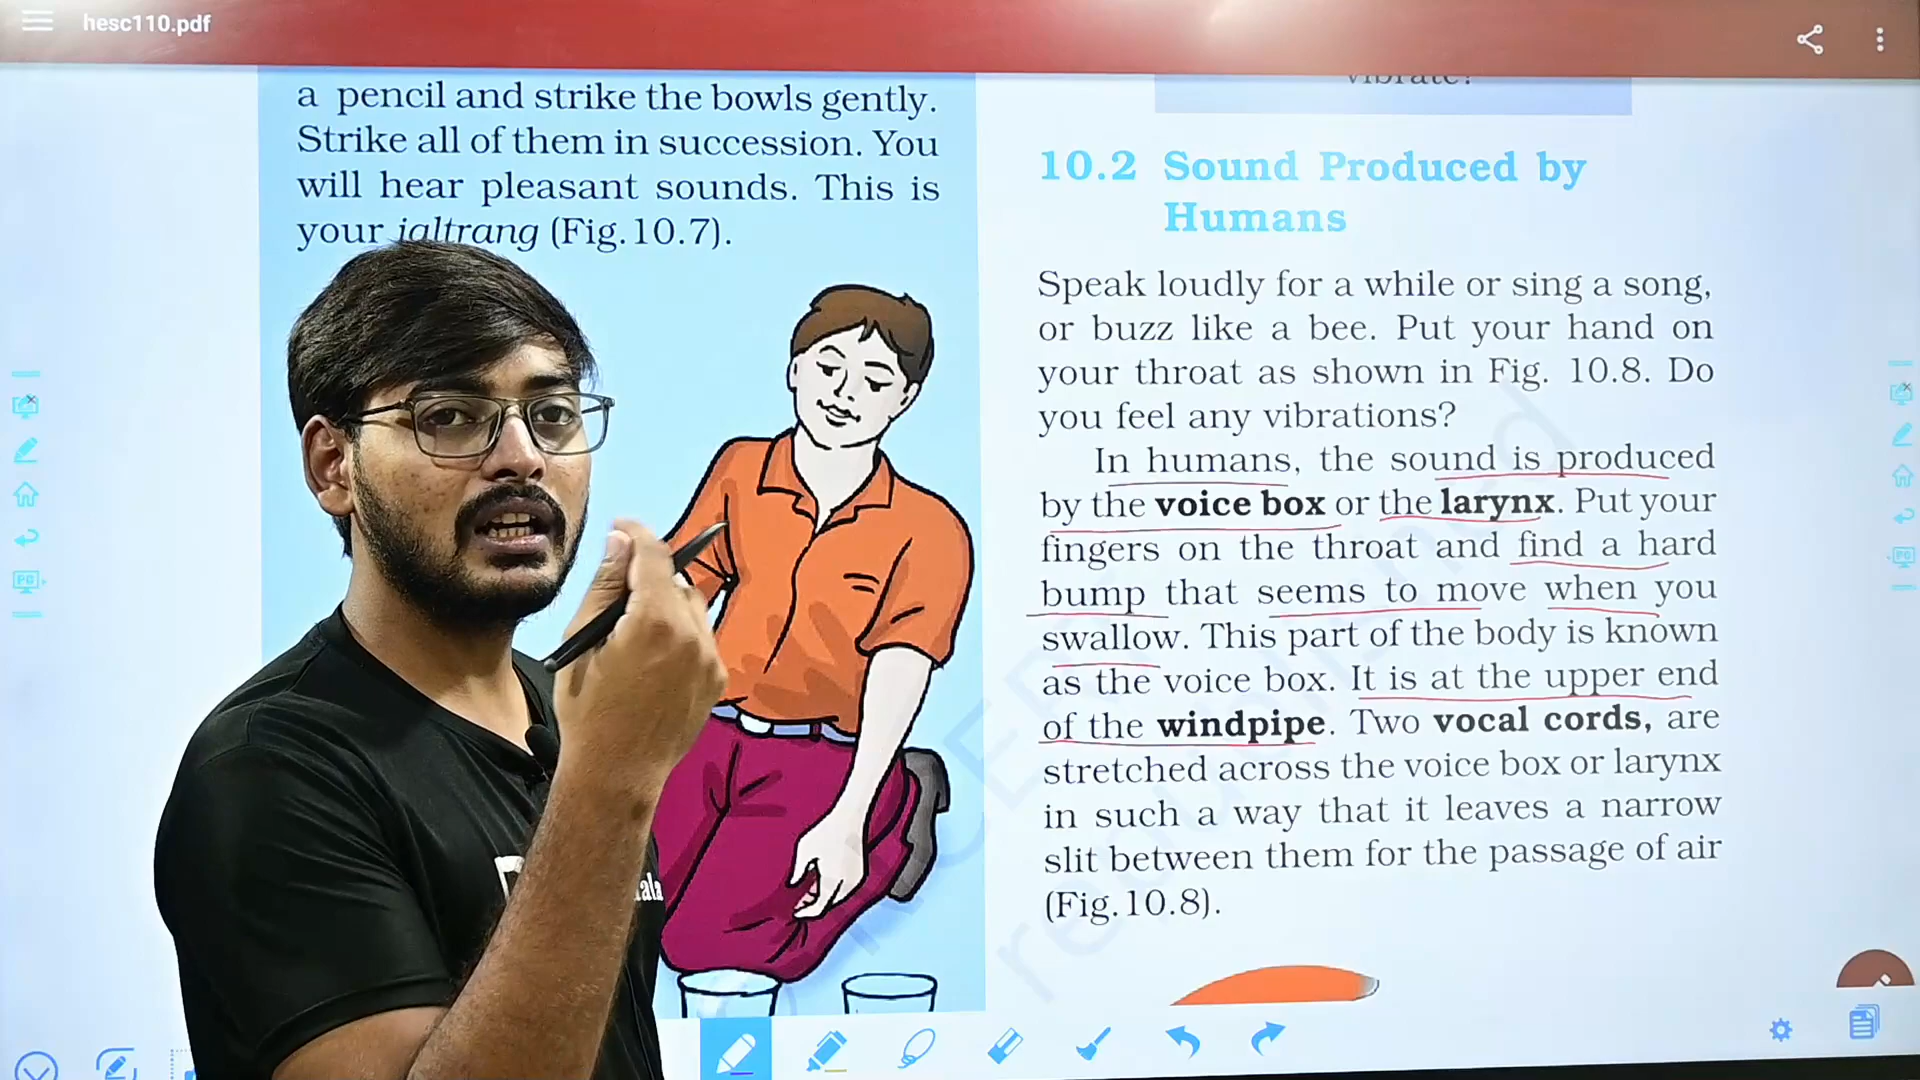 hesc110.pdf
a pencil and strike the bowls gently.
Strike all of them in succession. You
will hear pleasant sounds. This is
your jaltrang (Fig.10.7).
vibrate?
10.2 Sound Produced by
Humans
Speak loudly for a while or sing a song,
or buzz like a bee. Put your hand on
your throat as shown in Fig. 10.8. Do
you feel any vibrations?
In humans, the sound is produced
by the voice box or the larynx. Put your
fingers on the throat and find a hard
bump that seems to move when you
swallow. This part of the body is known
as the voice box. It is at the upper end
of the windpipe. Two vocal cords, are
stretched across the voice box or larynx
in such a way that it leaves a narrow
slit between them for the passage of air
(Fig.10.8).
PC
PC